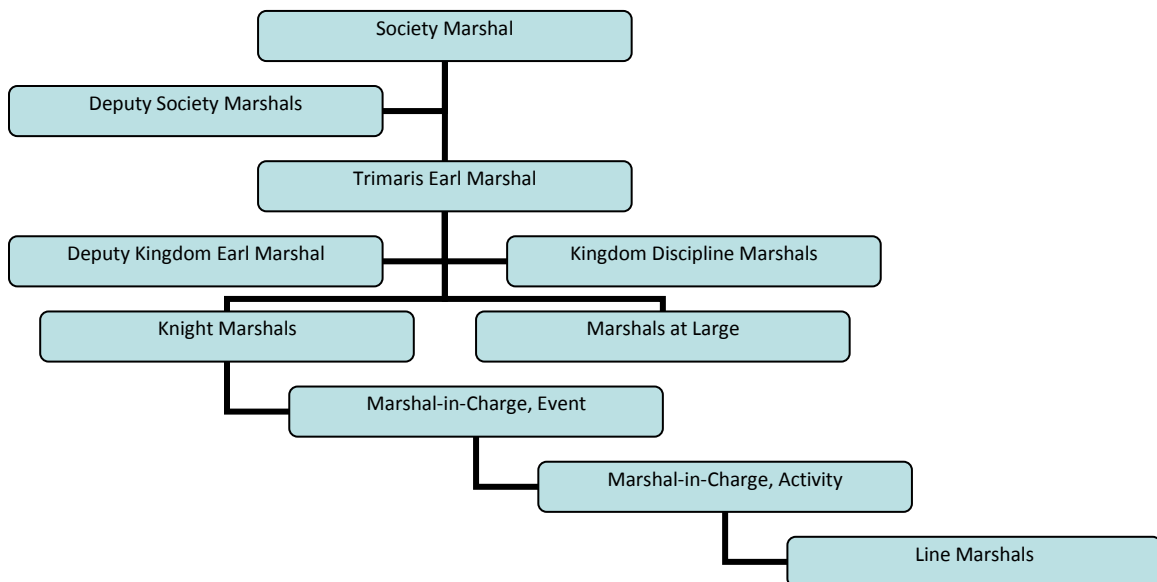 Society Marshal
Deputy Society Marshals
Trimaris Earl Marshal
Deputy Kingdom Earl Marshal
Kingdom Discipline Marshals
Knight Marshals
Marshals at Large
Marshal-in-Charge, Event
Marshal-in-Charge, Activity
Line Marshals